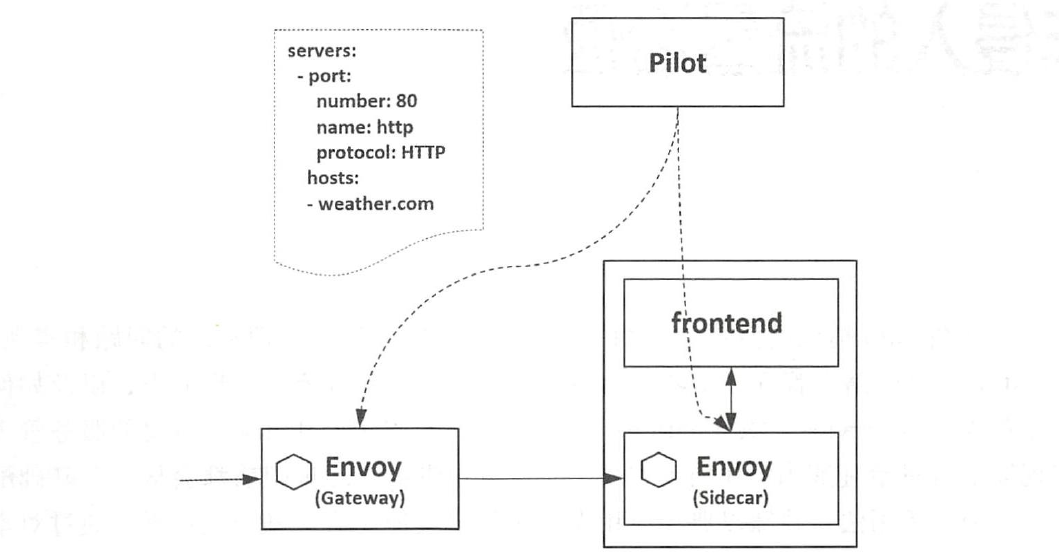 servers:
- port:
number: 80
name: http
protocol: HTTP
hosts:
- weather.com
Pilot
frontend
Envoy
(Gateway)
Envoy
(Sidecar)